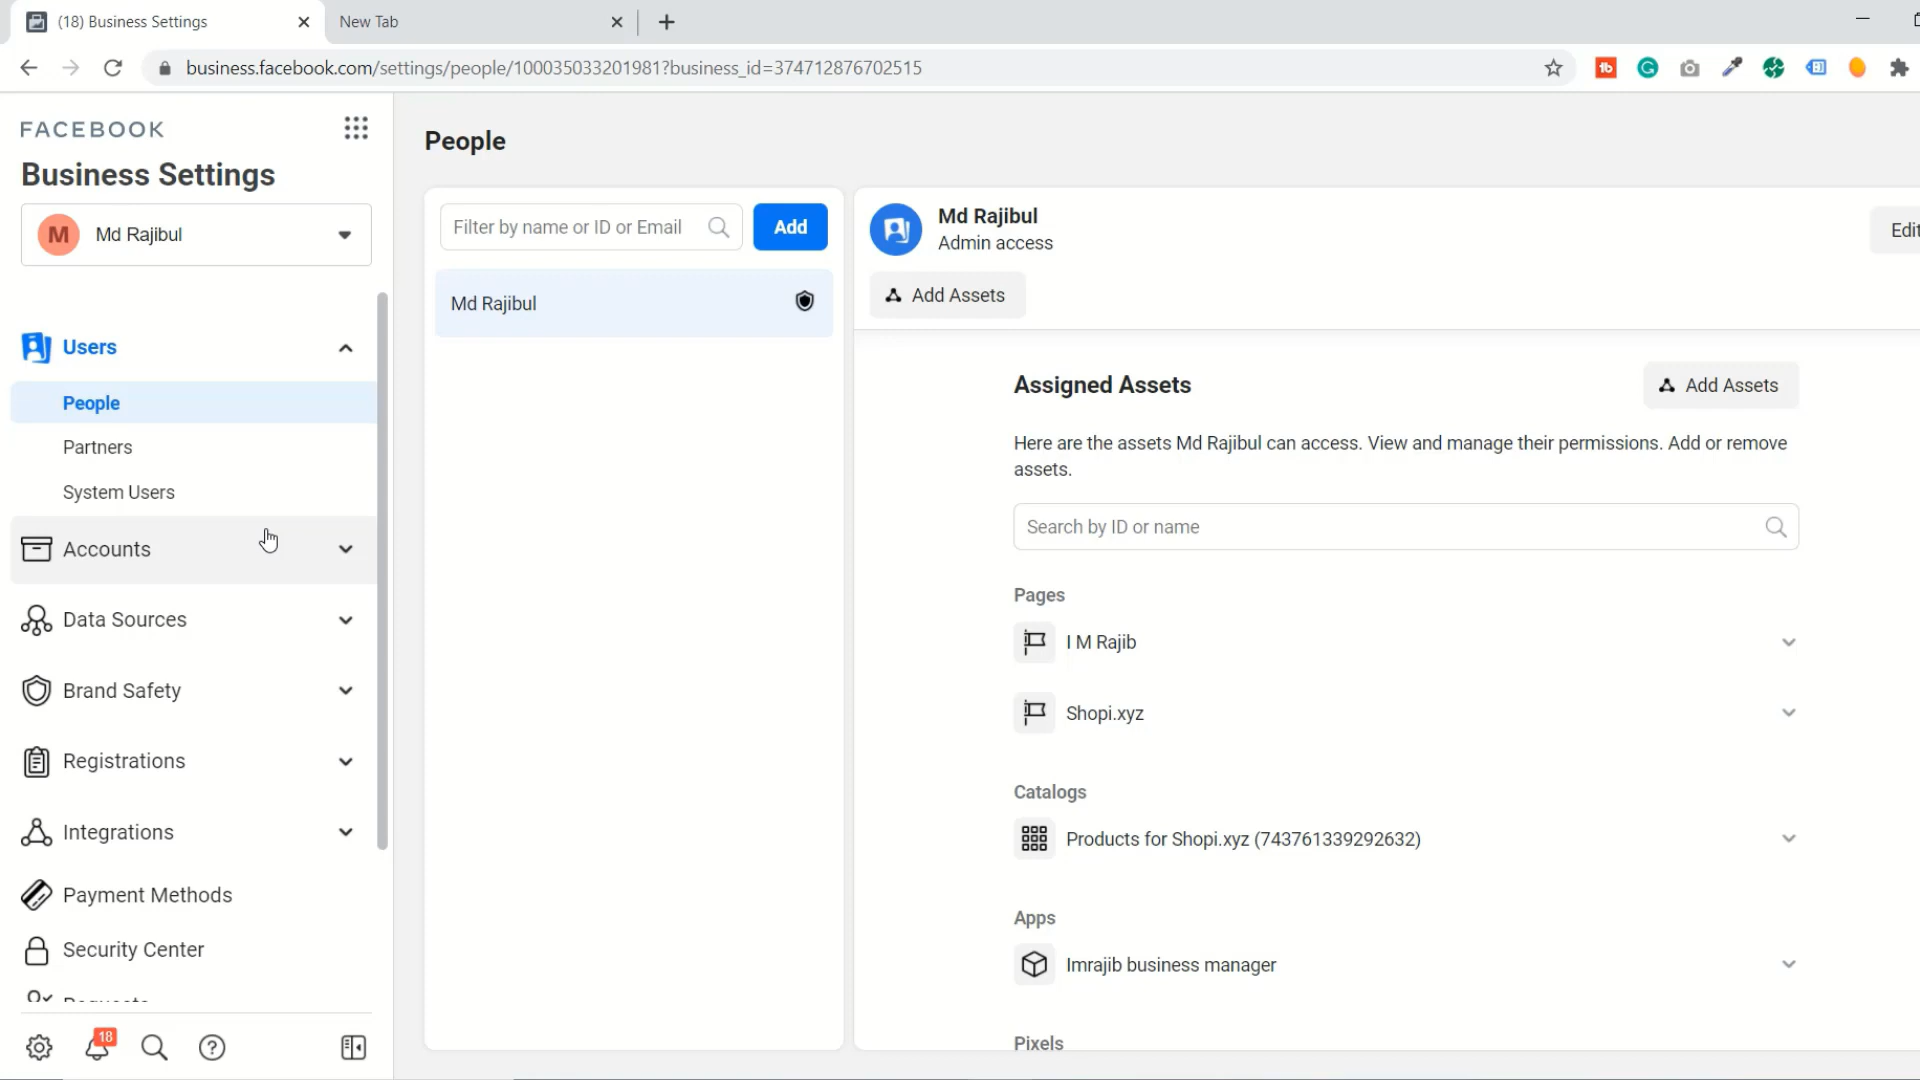 (18) Business Settings
New Tab
business.facebook.com/settings/people/100035033201981?business_id=374712876702515
FACEBOOK
Business Settings
M
Md Rajibul
Users
People
Partners
System Users
Accounts
Data Sources
Brand Safety
Registrations
Integrations
Payment Methods
Security Center
Requests
18
People
Filter by name or ID or Email
Add
Md Rajibul
Md Rajibul
Admin access
Edit
Add Assets
Assigned Assets
Add Assets
Here are the assets Md Rajibul can access. View and manage their permissions. Add or remove
assets.
Search by ID or name
Pages
I M Rajib
Shopi.xyz
Catalogs
Products for Shopi.xyz (743761339292632)
Apps
Imrajib business manager
Pixels